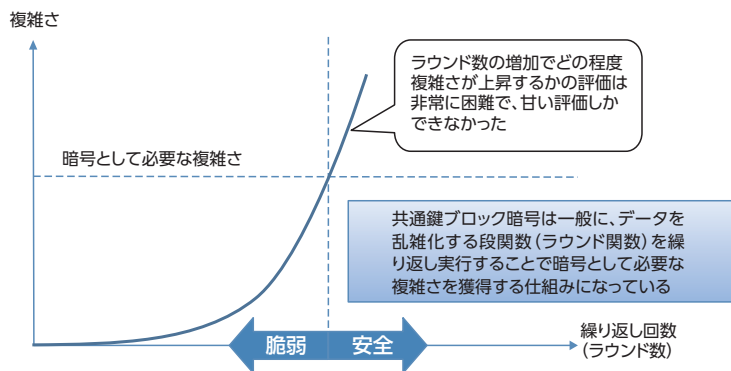 複雑さ
ラウンド数の増加でどの程度
複雑さが上昇するかの評価は
非常に困難で、甘い評価しか
できなかった
暗号として必要な複雑さ
共通鍵ブロック暗号は一般に、データを
乱雑化する段関数(ラウンド関数)を繰
り返し実行することで暗号として必要な
複雑さを獲得する仕組みになっている
脆弱
安全
繰り返し回数
(ラウンド数)